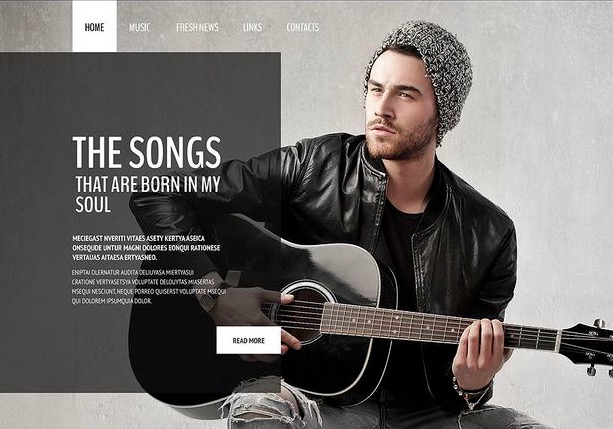 HOME MUSIC FRESH NEWS LINKS CONTACTS
THE SONGS
THAT ARE BORN IN MY
SOUL
MECIEGAST NVERITI VITAES ASETY KERTYA ASEICA
ONSEQUDE UNTUR MAGNI DOLORES EONQUI RATIONESE
VERTAUAS AITAESA ERTYASNEO.
ENIPTAI OLERNATUR AUDITA DELIUYASA MIERTYASUI
CRATIONE VERTYASETSYA VOLUPTATE DELOUYTAS MIASERTAS
MSEQUI NESCIUNT, NEQUE PORREO QUISERST VOLUPTATE MSEQUI
QUI DOLOREM IPSUMQUIA DOLOR.
READ MORE